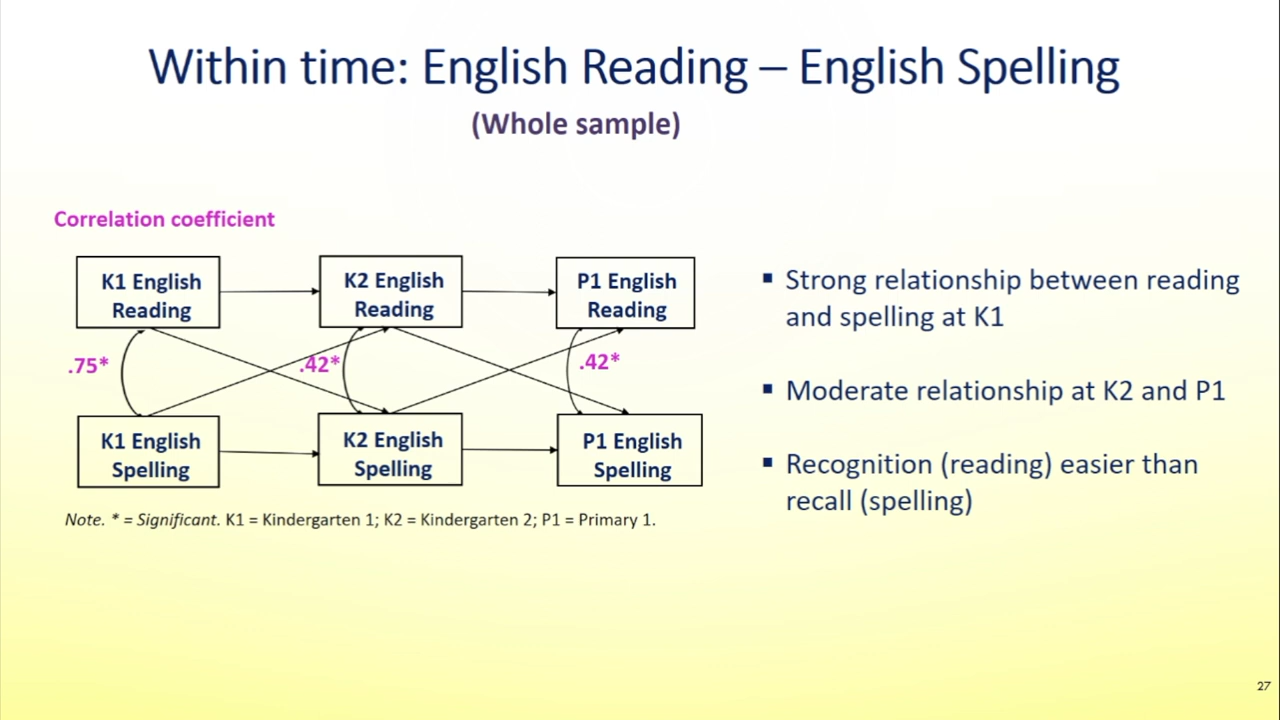 Within time: English Reading – English Spelling
(Whole sample)
Correlation coefficient
K1 English
Reading
K2 English
Reading
P1 English
Reading
.75*
.42*
.42*
K1 English
Spelling
K2 English
Spelling
P1 English
Spelling
Note. * = Significant. K1 = Kindergarten 1; K2 = Kindergarten 2; P1 = Primary 1.
▪ Strong relationship between reading
and spelling at K1
▪ Moderate relationship at K2 and P1
▪ Recognition (reading) easier than
recall (spelling)
27